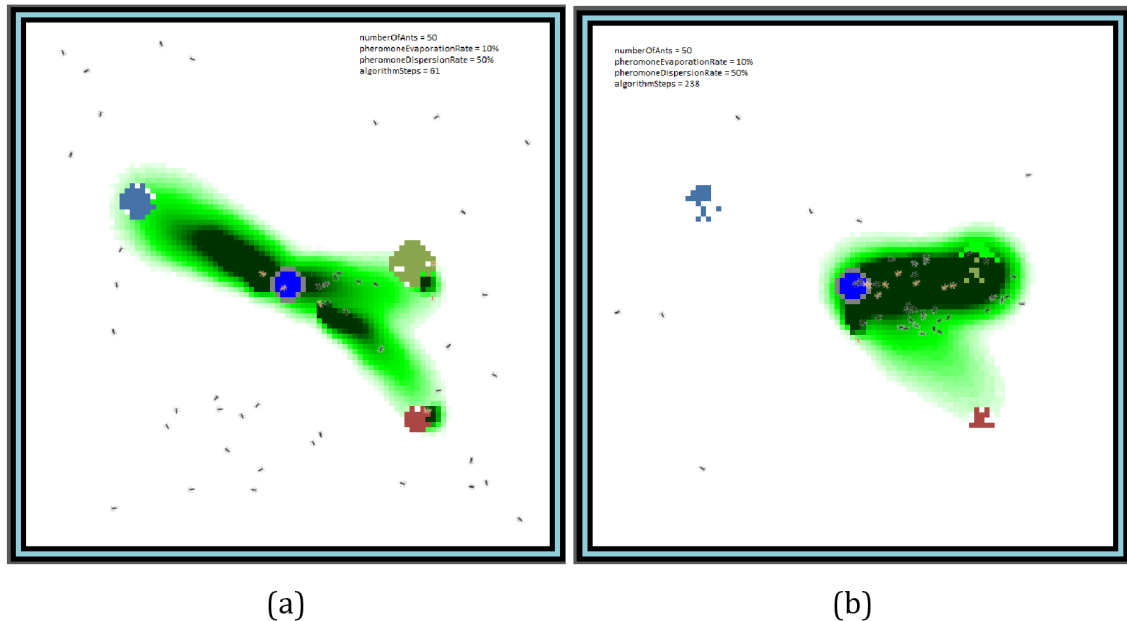 numberOfAnts = 50
pheromoneEvaporationRate = 10%
pheromoneDispersionRate = 50%
algorithmSteps = 61
numberOfAnts = 50
pheromoneEvaporationRate = 10%
pheromoneDispersionRate = 50%
algorithmSteps = 238
(a)
(b)